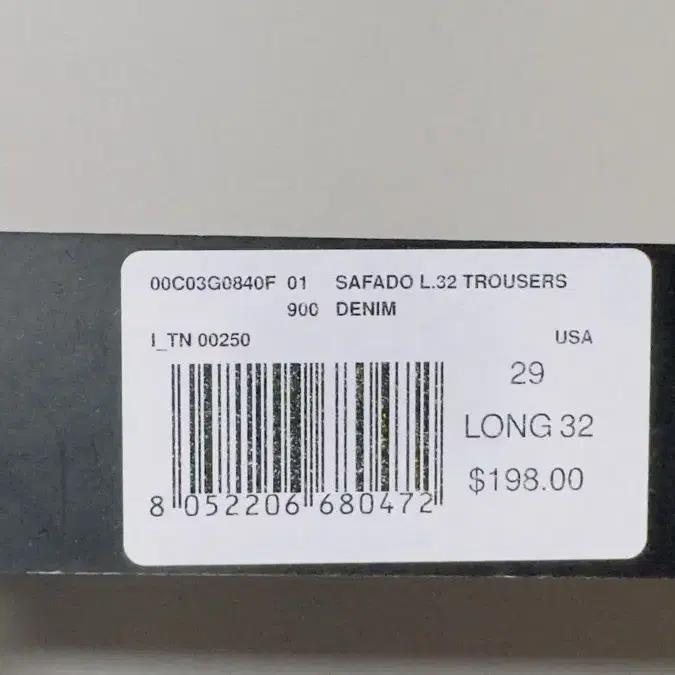 00C03G0840F 01 SAFADO L.32 TROUSERS
900 DENIM
I_TN 00250
USA
29
LONG 32
$198.00
8 052206 680472